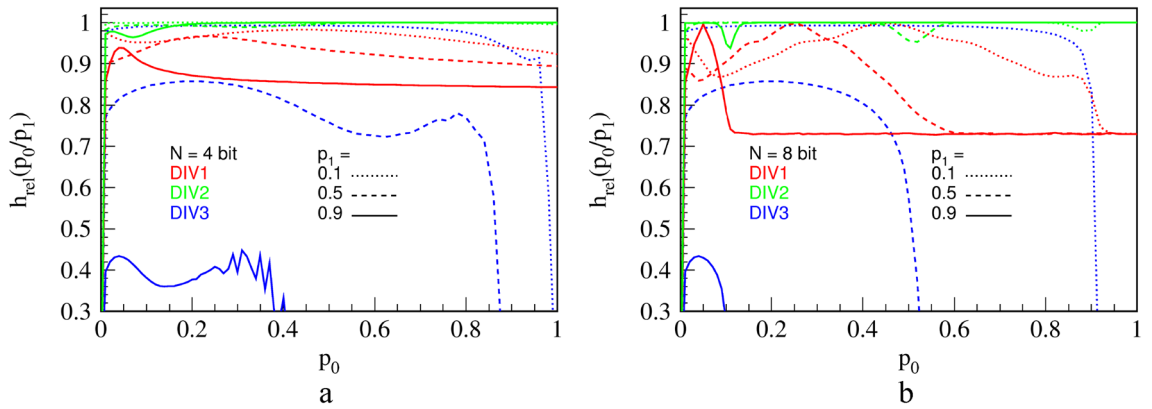 1
0.9
0.8
0.7
0.6
0.5
0.4
0.3
h_rel(p_0/p_1)
N = 4 bit
DIV1
DIV2
DIV3
p_1 =
0.1
0.5
0.9
0 0.2 0.4 0.6 0.8 1
p_0
a
1
0.9
0.8
0.7
0.6
0.5
0.4
0.3
h_rel(p_0/p_1)
N = 8 bit
DIV1
DIV2
DIV3
p_1 =
0.1
0.5
0.9
0 0.2 0.4 0.6 0.8 1
p_0
b